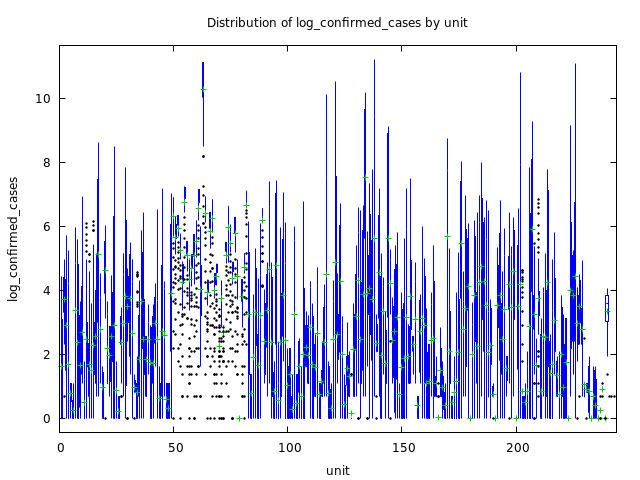 Distribution of log_confirmed_cases by unit
log_confirmed_cases
10
8
6
4
2
0
0 50 100 150 200
unit